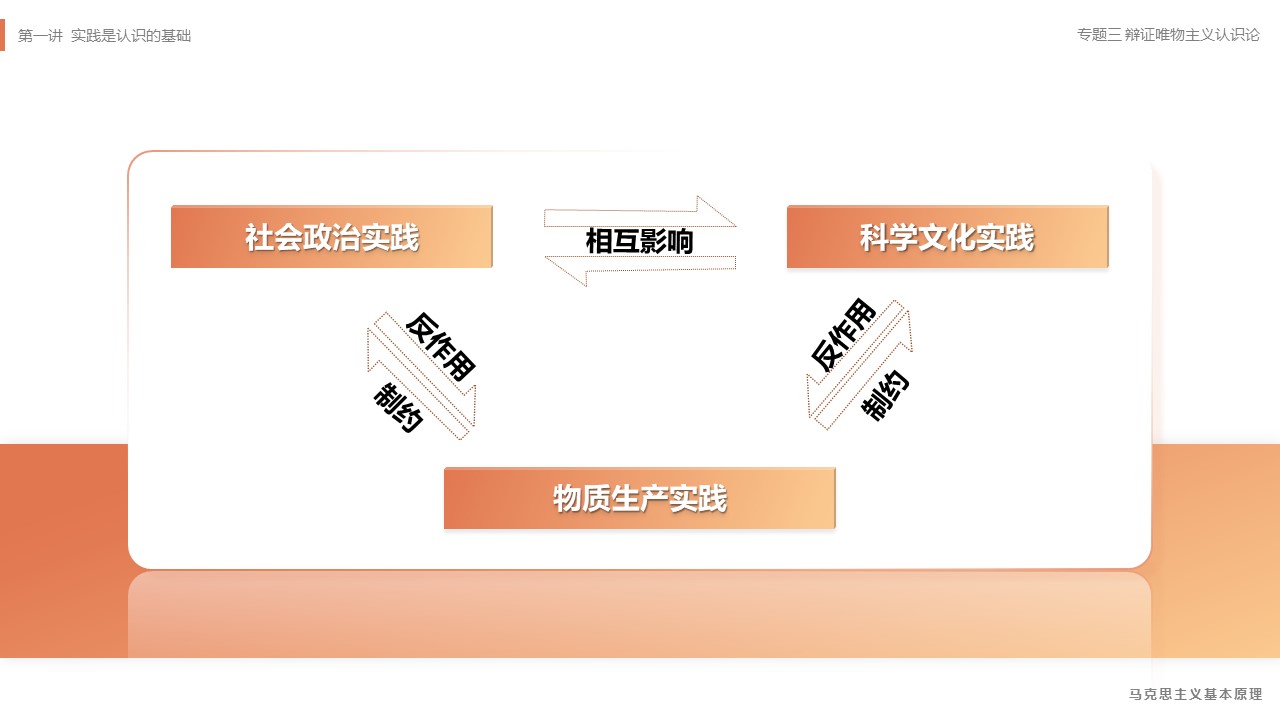 第一讲 实践是认识的基础
专题三 辩证唯物主义认识论
社会政治实践
相互影响
科学文化实践
反作用
制约
反作用
制约
物质生产实践
马克思主义基本原理